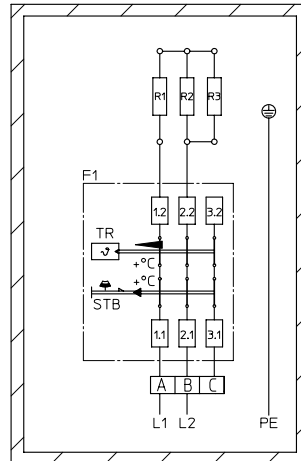 R1 R2 R3
F1
1.2 2.2 3.2
TR
ϑ
+°C
+°C
STB
1.1 2.1 3.1
A B C
L1 L2 PE